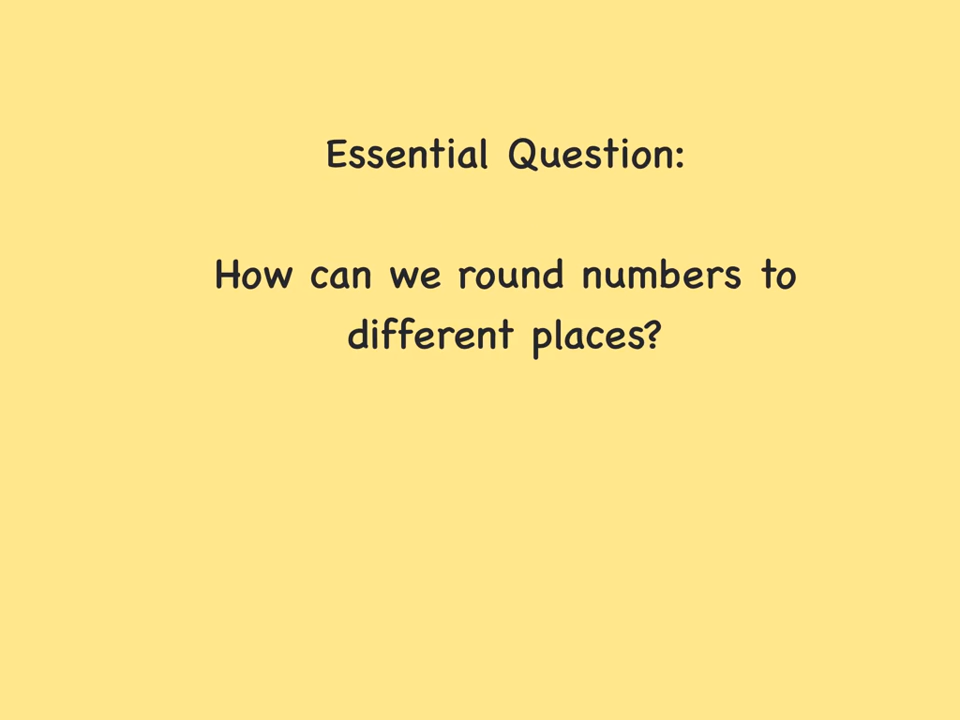 Essential Question:
How can we round numbers to
different places?